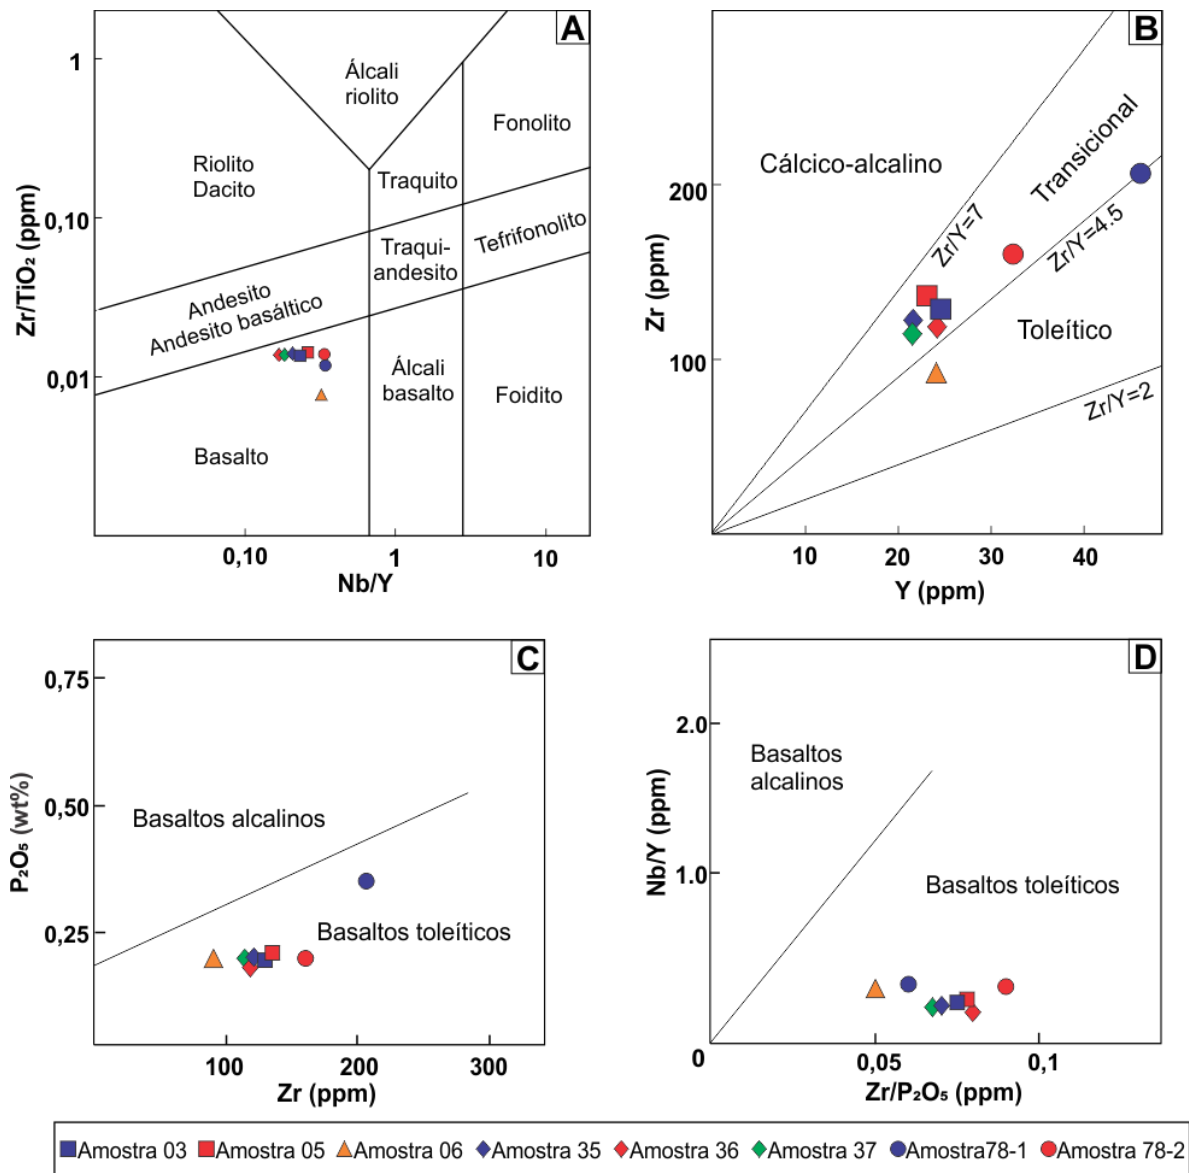 A
Zr/TiO₂ (ppm)
1
0,10
0,01
Álcali
riolito
Fonolito
Riolito
Dacito
Traquito
Traqui-
andesito
Tefrifonolito
Andesito
Andesito basáltico
Álcali
basalto
Foidito
Basalto
0,10
1
10
Nb/Y
B
Zr (ppm)
200
100
Cálcico-alcalino
Transicional
Zr/Y=7
Zr/Y=4.5
Toleítico
Zr/Y=2
10
20
30
40
Y (ppm)
C
P₂O₅ (wt%)
0,75
0,50
0,25
Basaltos alcalinos
Basaltos toleíticos
100
200
300
Zr (ppm)
D
Nb/Y (ppm)
2.0
1.0
0
Basaltos
alcalinos
Basaltos toleíticos
0,05
0,1
Zr/P₂O₅ (ppm)
Amostra 03
Amostra 05
Amostra 06
Amostra 35
Amostra 36
Amostra 37
Amostra78-1
Amostra 78-2